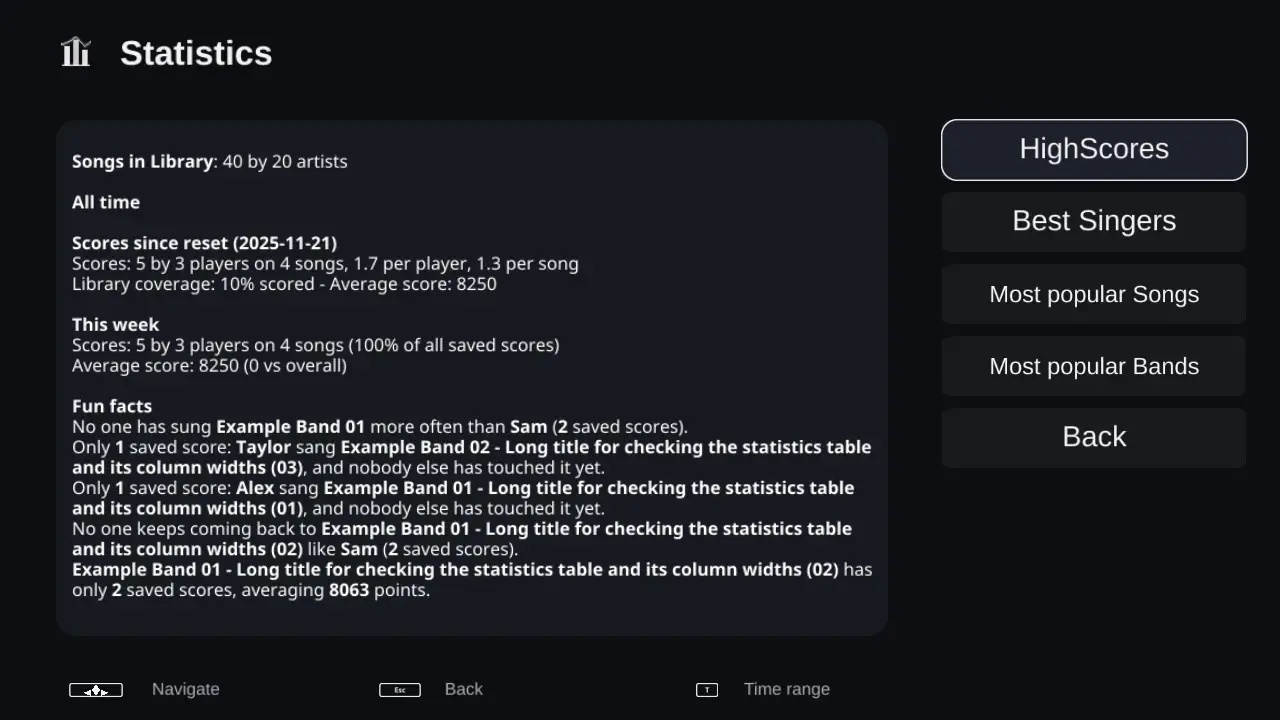 Statistics
Songs in Library: 40 by 20 artists
All time
Scores since reset (2025-11-21)
Scores: 5 by 3 players on 4 songs, 1.7 per player, 1.3 per song
Library coverage: 10% scored - Average score: 8250
This week
Scores: 5 by 3 players on 4 songs (100% of all saved scores)
Average score: 8250 (0 vs overall)
Fun facts
No one has sung Example Band 01 more often than Sam (2 saved scores).
Only 1 saved score: Taylor sang Example Band 02 - Long title for checking the statistics table
and its column widths (03), and nobody else has touched it yet.
Only 1 saved score: Alex sang Example Band 01 - Long title for checking the statistics table
and its column widths (01), and nobody else has touched it yet.
No one keeps coming back to Example Band 01 - Long title for checking the statistics table
and its column widths (02) like Sam (2 saved scores).
Example Band 01 - Long title for checking the statistics table and its column widths (02) has
only 2 saved scores, averaging 8063 points.
HighScores
Best Singers
Most popular Songs
Most popular Bands
Back
Navigate
Esc Back
T Time range